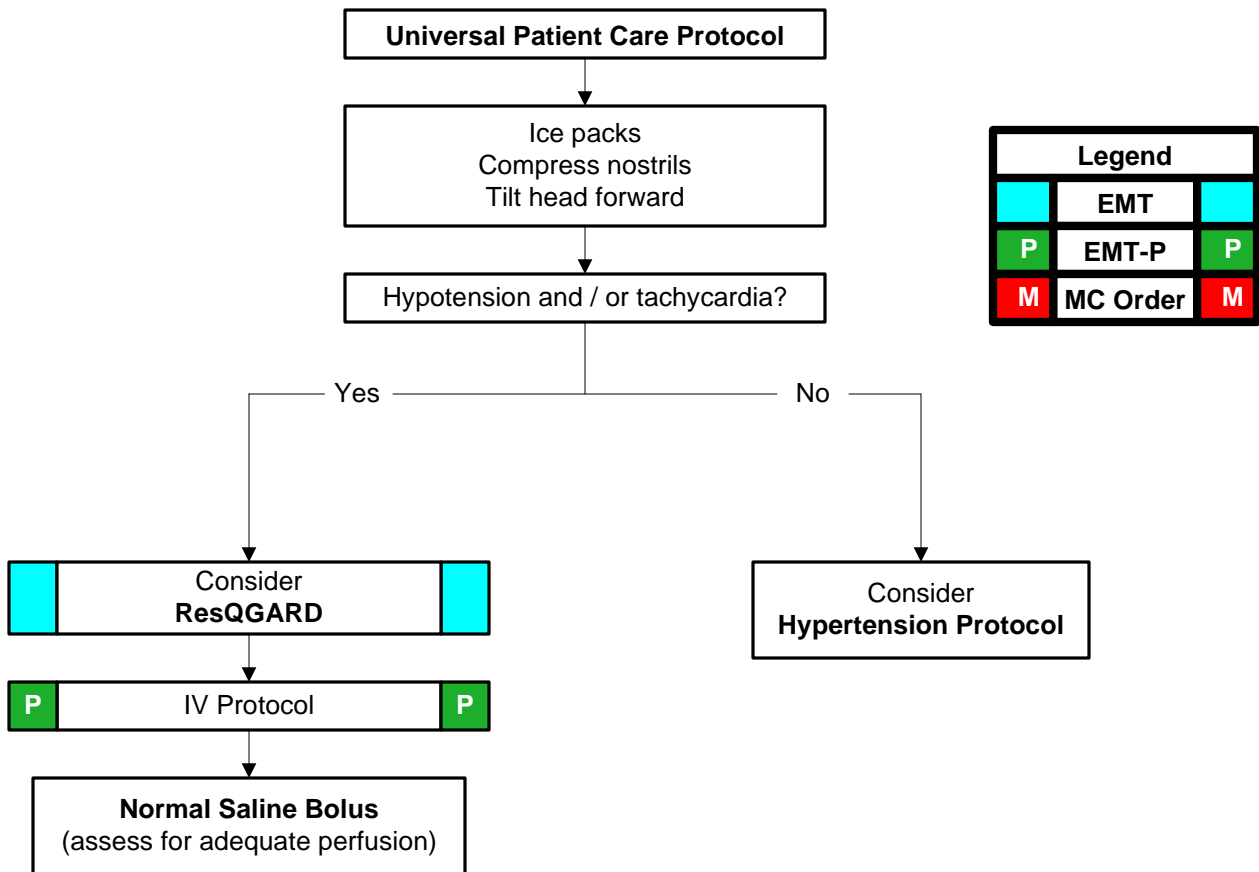 Universal Patient Care Protocol
Ice packs
Compress nostrils
Tilt head forward
Legend
EMT
P EMT-P P
M MC Order M
Hypotension and / or tachycardia?
Yes No
Consider
ResQGARD
Consider
Hypertension Protocol
P IV Protocol P
Normal Saline Bolus
(assess for adequate perfusion)